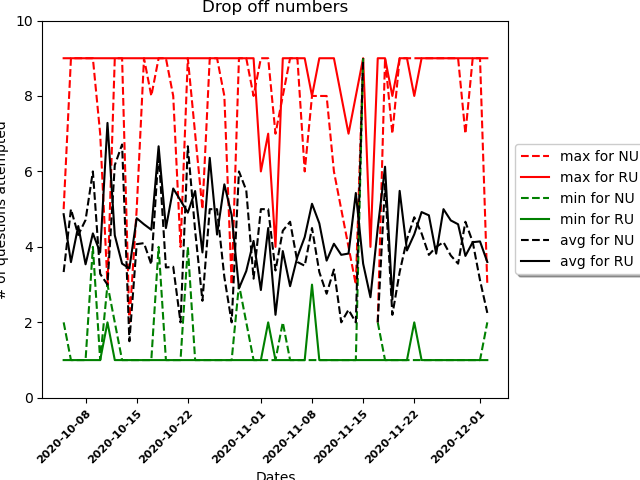 Drop off numbers
# of questions attempted
10
8
6
4
2
0
2020-10-08
2020-10-15
2020-10-22
2020-11-01
2020-11-08
2020-11-15
2020-11-22
2020-12-01
Dates
max for NU
max for RU
min for NU
min for RU
avg for NU
avg for RU